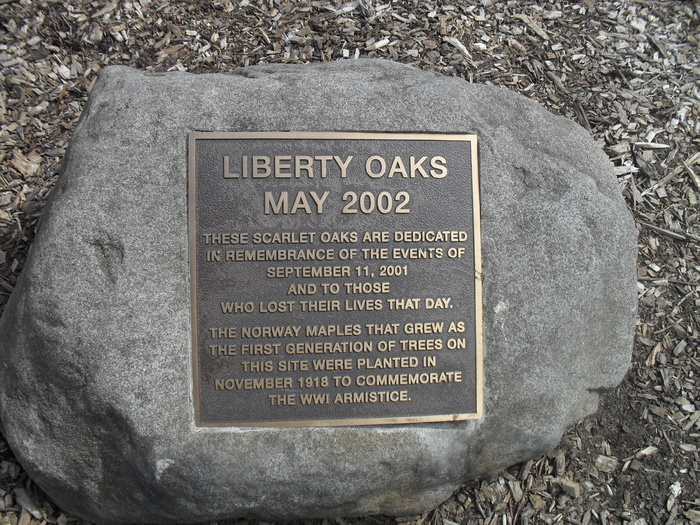 LIBERTY OAKS
MAY 2002
THESE SCARLET OAKS ARE DEDICATED
IN REMEMBRANCE OF THE EVENTS OF
SEPTEMBER 11, 2001
AND TO THOSE
WHO LOST THEIR LIVES THAT DAY.
THE NORWAY MAPLES THAT GREW AS
THE FIRST GENERATION OF TREES ON
THIS SITE WERE PLANTED IN
NOVEMBER 1918 TO COMMEMORATE
THE WWI ARMISTICE.